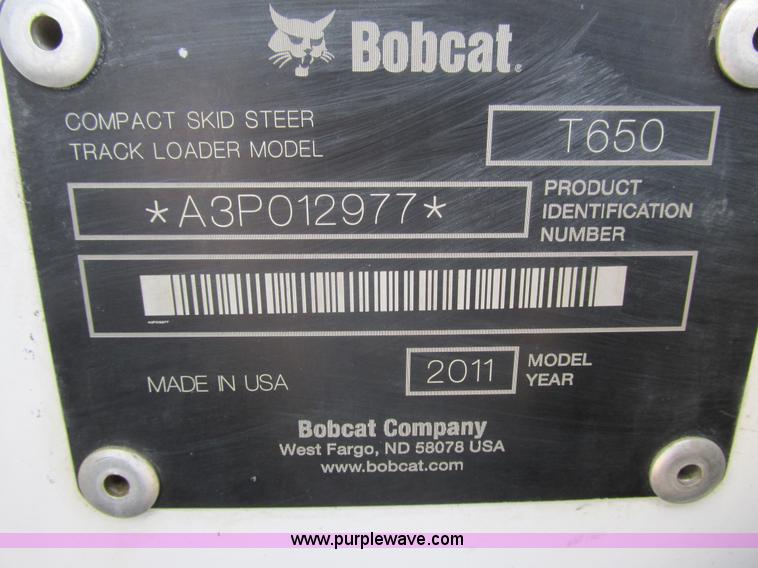 Bobcat®
COMPACT SKID STEER
TRACK LOADER MODEL
T650
*A3P012977*
PRODUCT
IDENTIFICATION
NUMBER
MADE IN USA
2011
MODEL
YEAR
Bobcat Company
West Fargo, ND 58078 USA
www.bobcat.com
www.purplewave.com